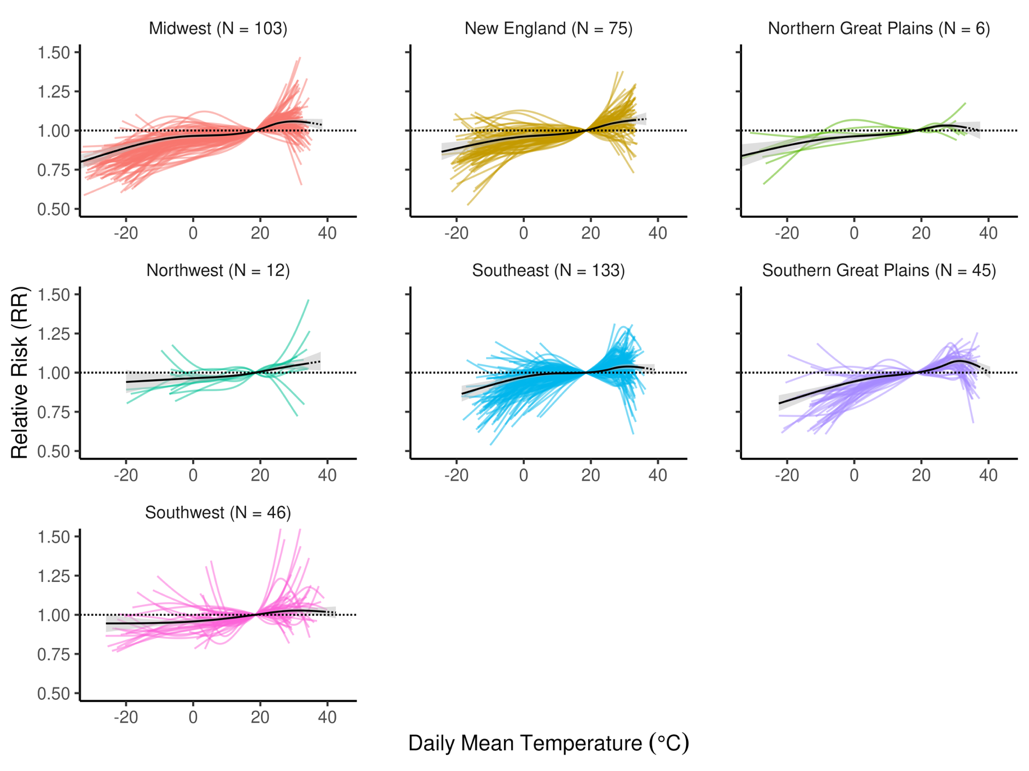 Midwest (N = 103)
New England (N = 75)
Northern Great Plains (N = 6)
1.50
1.25
1.00
0.75
0.50
-20 0 20 40
-20 0 20 40
-20 0 20 40
Northwest (N = 12)
Southeast (N = 133)
Southern Great Plains (N = 45)
1.50
1.25
1.00
0.75
0.50
-20 0 20 40
-20 0 20 40
-20 0 20 40
Relative Risk (RR)
Southwest (N = 46)
1.50
1.25
1.00
0.75
0.50
-20 0 20 40
Daily Mean Temperature (°C)